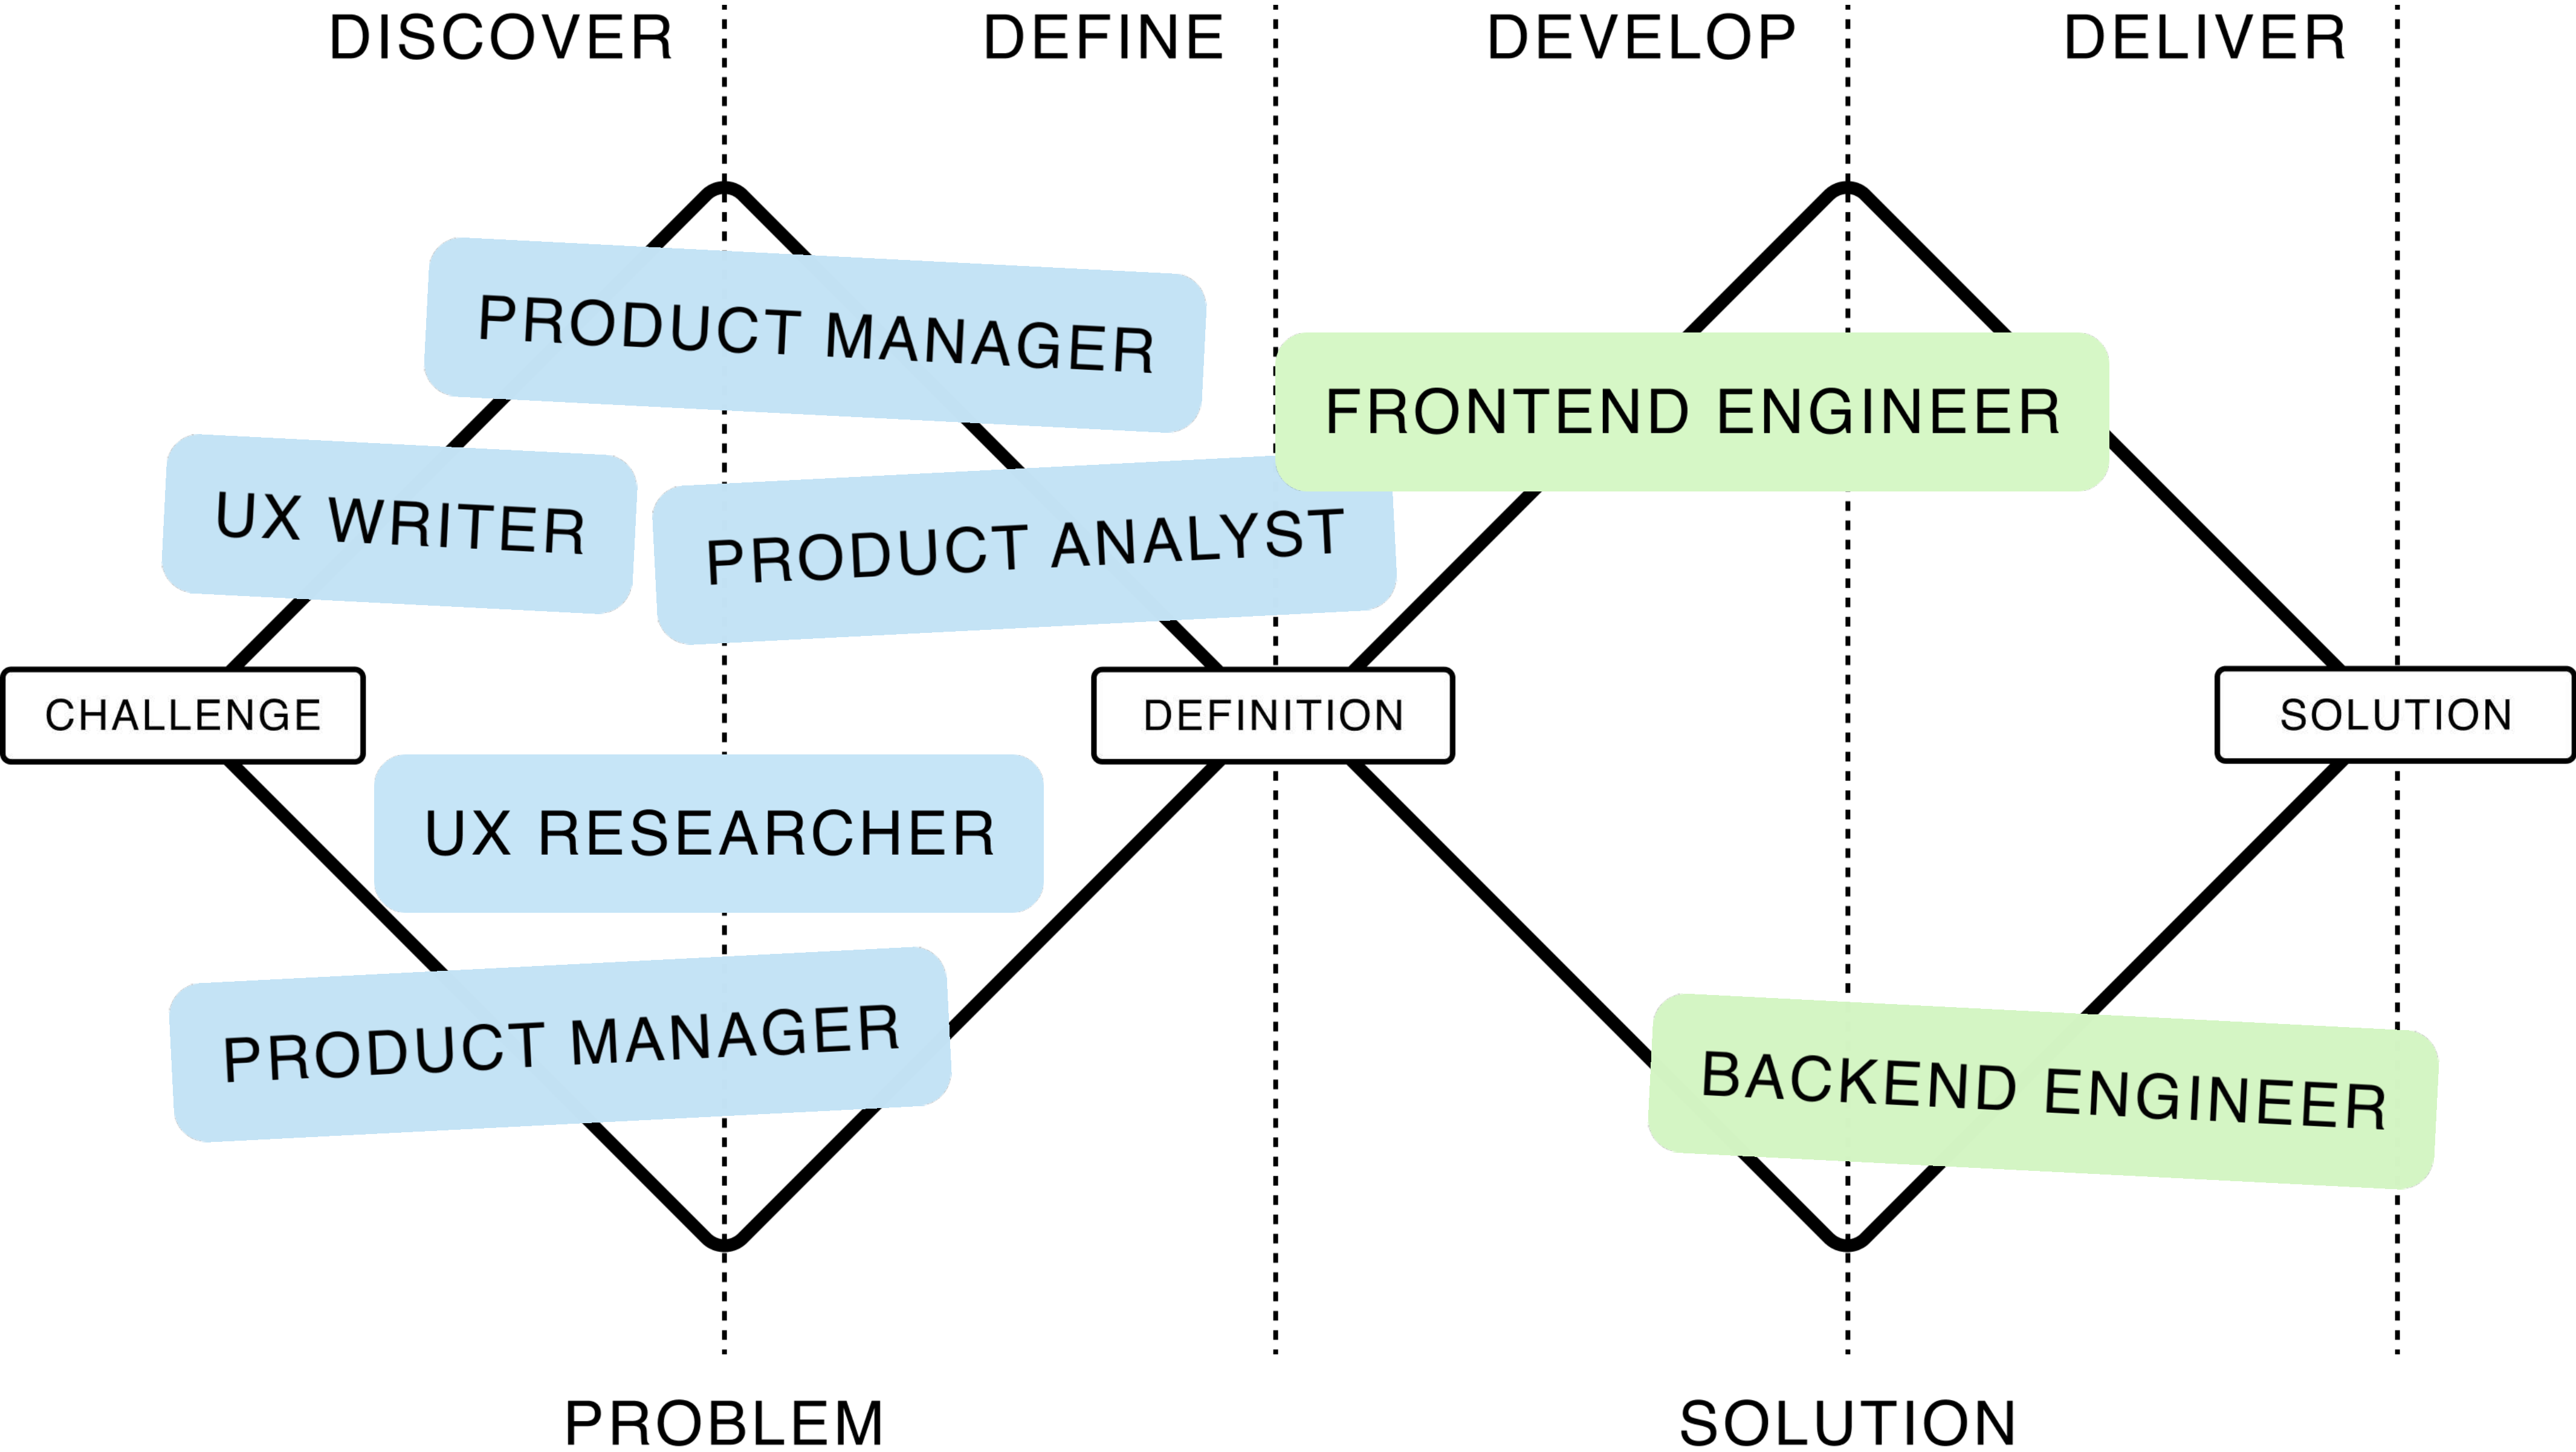 DISCOVER
DEFINE
DEVELOP
DELIVER
PRODUCT MANAGER
FRONTEND ENGINEER
UX WRITER
PRODUCT ANALYST
CHALLENGE
DEFINITION
SOLUTION
UX RESEARCHER
PRODUCT MANAGER
BACKEND ENGINEER
PROBLEM
SOLUTION